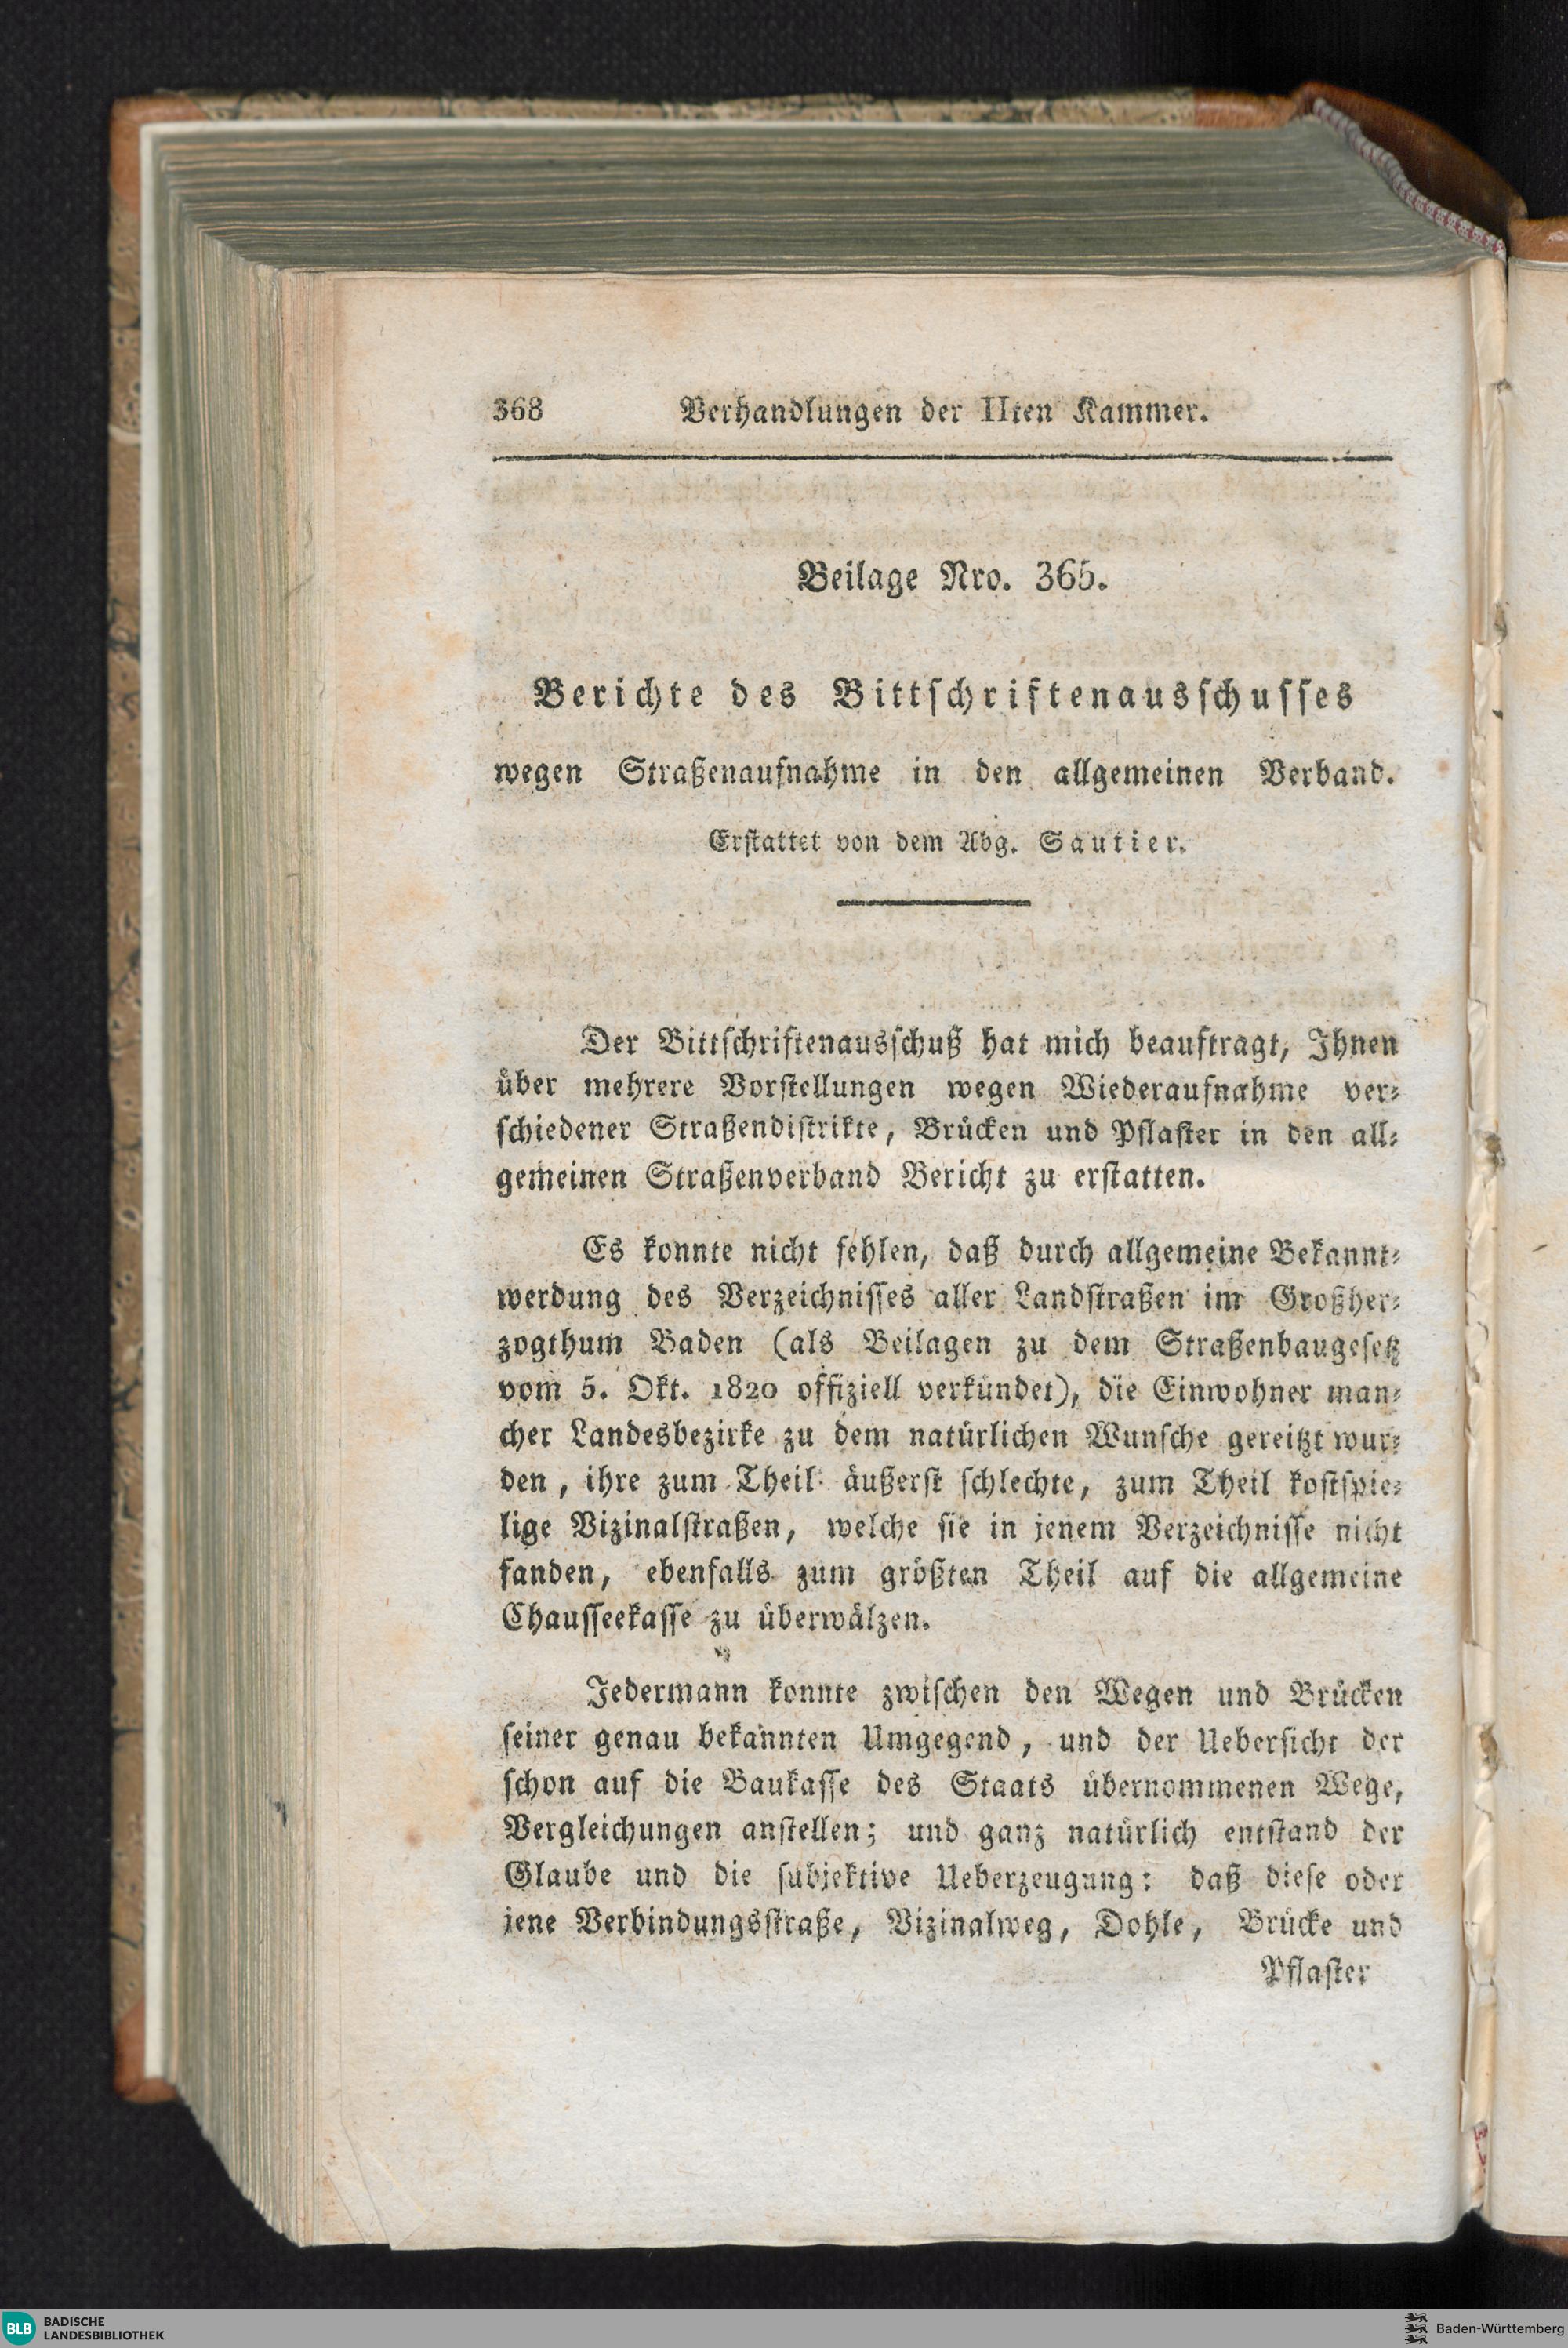 368 Verhandlungen der IIten Kammer.
Beilage Nro. 365.
Berichte des Bittschriftenausschusses
wegen Straßenaufnahme in den allgemeinen Verband.
Erstattet von dem Abg. Sautier.
Der Bittschriftenausschuß hat mich beauftragt, Ihnen
über mehrere Vorstellungen wegen Wiederaufnahme ver-
schiedener Straßendistrikte, Brücken und Pflaster in den all-
gemeinen Straßenverband Bericht zu erstatten.
Es konnte nicht fehlen, daß durch allgemeine Bekannt-
werdung des Verzeichnisses aller Landstraßen im Großher-
zogthum Baden (als Beilagen zu dem Straßenbaugesetz
vom 5. Okt. 1820 offiziell verkündet), die Einwohner man-
cher Landesbezirke zu dem natürlichen Wunsche gereitzt wur-
den, ihre zum Theil äußerst schlechte, zum Theil kostspie-
lige Vizinalstraßen, welche sie in jenem Verzeichnisse nicht
fanden, ebenfalls zum größten Theil auf die allgemeine
Chausseekasse zu überwälzen.
Jedermann konnte zwischen den Wegen und Brücken
seiner genau bekannten Umgegend, und der Uebersicht der
schon auf die Baukasse des Staats übernommenen Wege,
Vergleichungen anstellen; und ganz natürlich entstand der
Glaube und die subjektive Ueberzeugung: daß diese oder
jene Verbindungsstraße, Vizinalweg, Dohle, Brücke und
Pflaster
BLB BADISCHE
LANDESBIBLIOTHEK
Baden-Württemberg